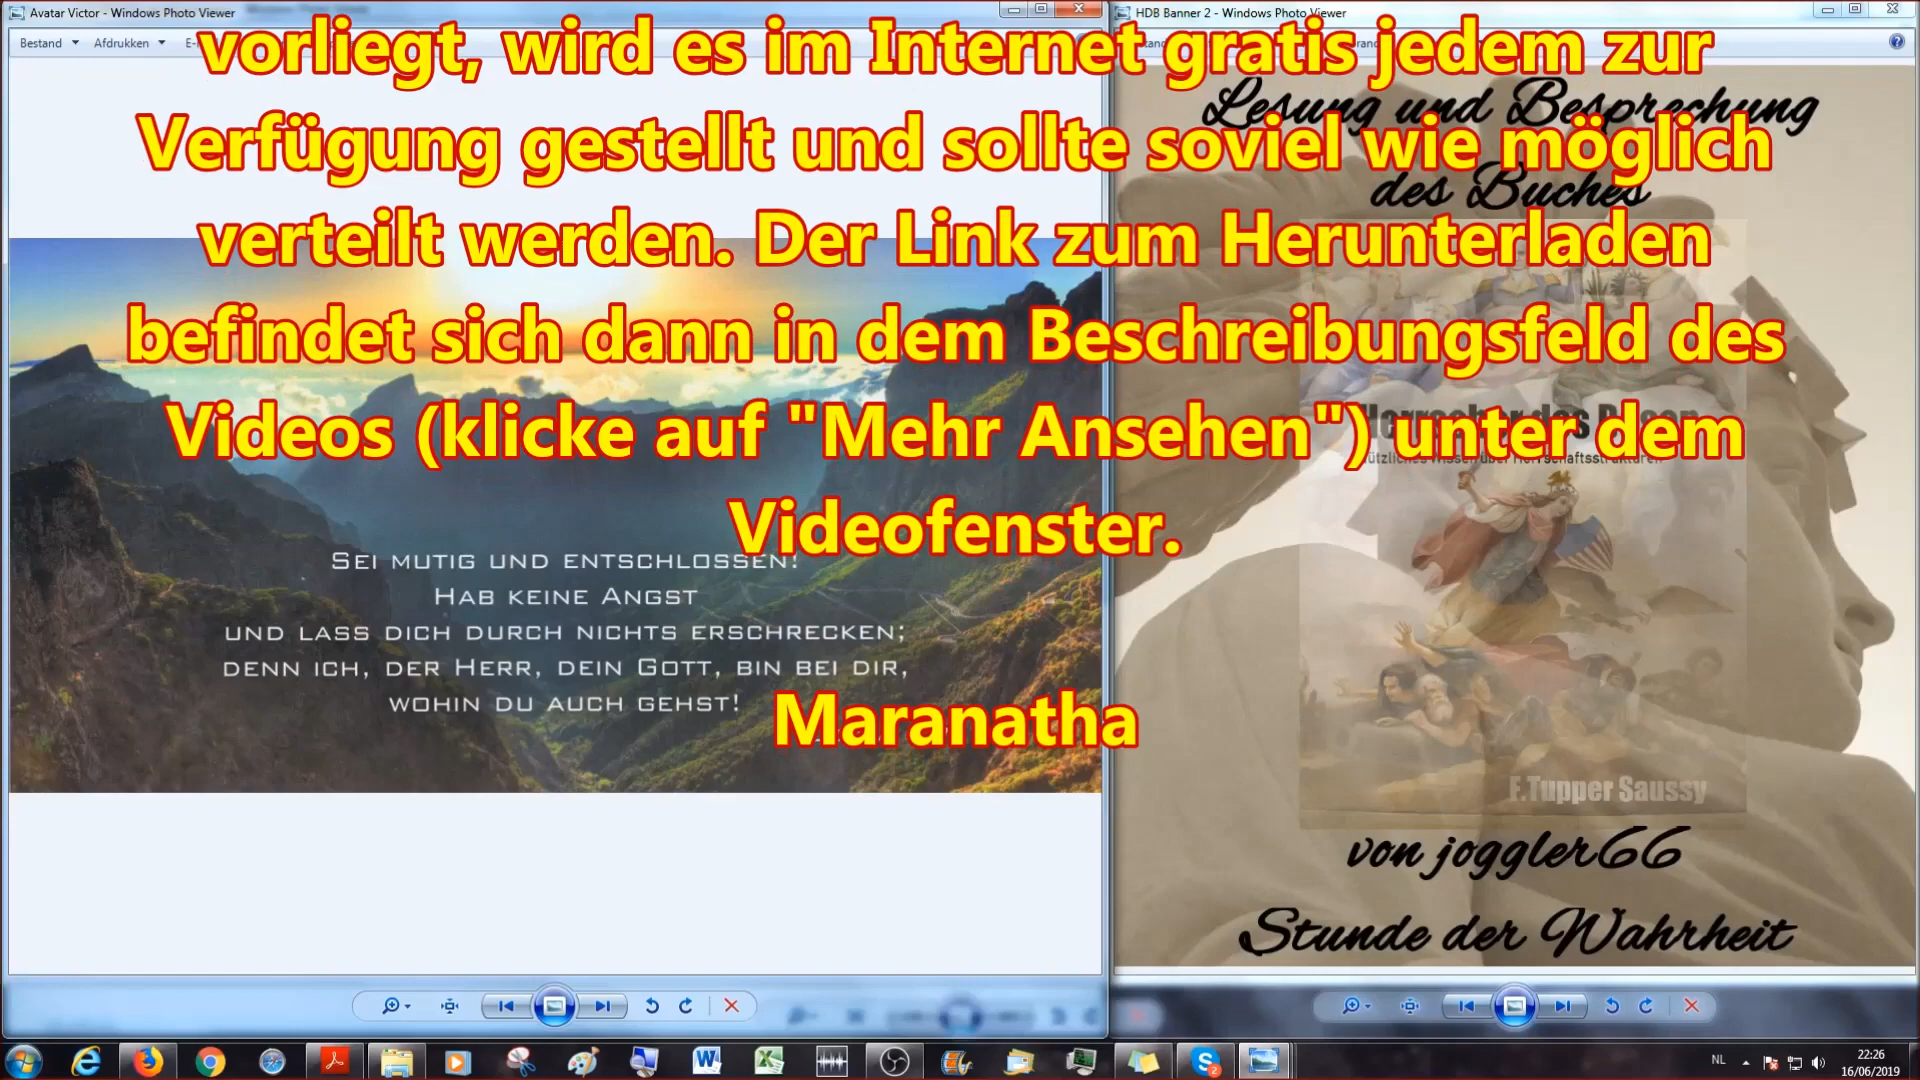 Avatar Victor - Windows Photo Viewer
HDB Banner 2 - Windows Photo Viewer
Bestand
Afdrukken
vorliegt, wird es im Internet gratis jedem zur
Verfügung gestellt und sollte soviel wie möglich
verteilt werden. Der Link zum Herunterladen
befindet sich dann in dem Beschreibungsfeld des
Videos (klicke auf "Mehr Ansehen") unter dem
Videofenster.
Maranatha
Sei mutig und entschlossen!
Hab keine Angst
und lass dich durch nichts erschrecken;
denn ich, der Herr, dein Gott, bin bei dir,
wohin du auch gehst!
Lesung und Besprechung
des Buches
F.Tupper Saussy
von joggler66
Stunde der Wahrheit
NL
22:26
16/06/2019